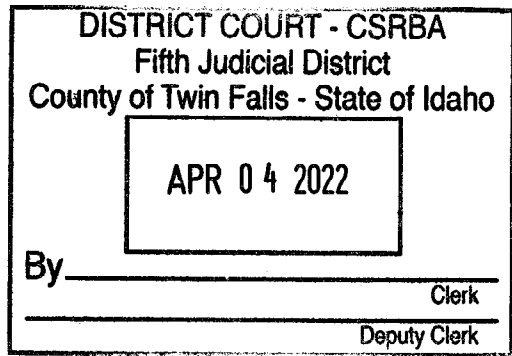 DISTRICT COURT - CSRBA
Fifth Judicial District
County of Twin Falls - State of Idaho
APR 04 2022
By
Clerk
Deputy Clerk